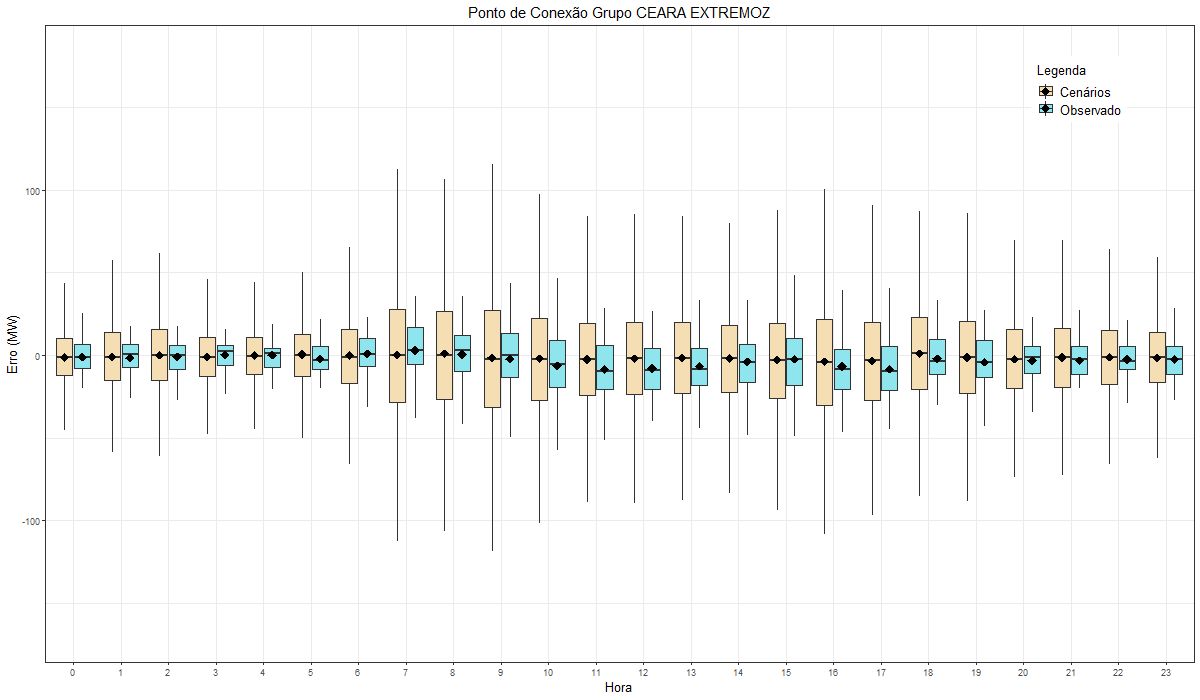 Ponto de Conexão Grupo CEARA EXTREMOZ
Legenda
Cenários
Observado
Erro (MW)
100
0
-100
0 1 2 3 4 5 6 7 8 9 10 11 12 13 14 15 16 17 18 19 20 21 22 23
Hora